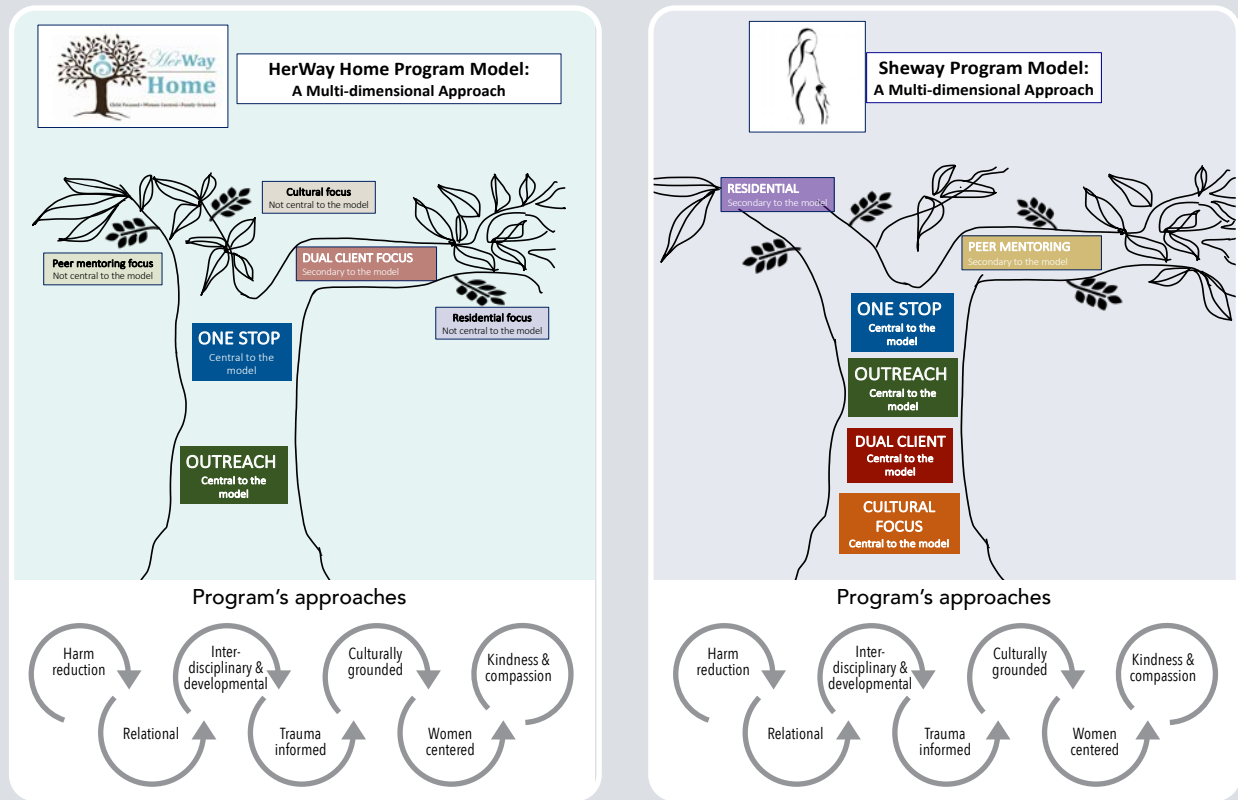 HerWay
Home
Child Focused • Women Centered • Family Oriented
HerWay Home Program Model:
A Multi-dimensional Approach
Cultural focus
Not central to the model
Peer mentoring focus
Not central to the model
DUAL CLIENT FOCUS
Secondary to the model
Residential focus
Not central to the model
ONE STOP
Central to the
model
OUTREACH
Central to the
model
Program's approaches
Harm
reduction
Relational
Inter-
disciplinary &
developmental
Trauma
informed
Culturally
grounded
Women
centered
Kindness &
compassion
Sheway Program Model:
A Multi-dimensional Approach
RESIDENTIAL
Secondary to the model
PEER MENTORING
Secondary to the model
ONE STOP
Central to the
model
OUTREACH
Central to the
model
DUAL CLIENT
Central to the
model
CULTURAL
FOCUS
Central to the model
Program's approaches
Harm
reduction
Relational
Inter-
disciplinary &
developmental
Trauma
informed
Culturally
grounded
Women
centered
Kindness &
compassion